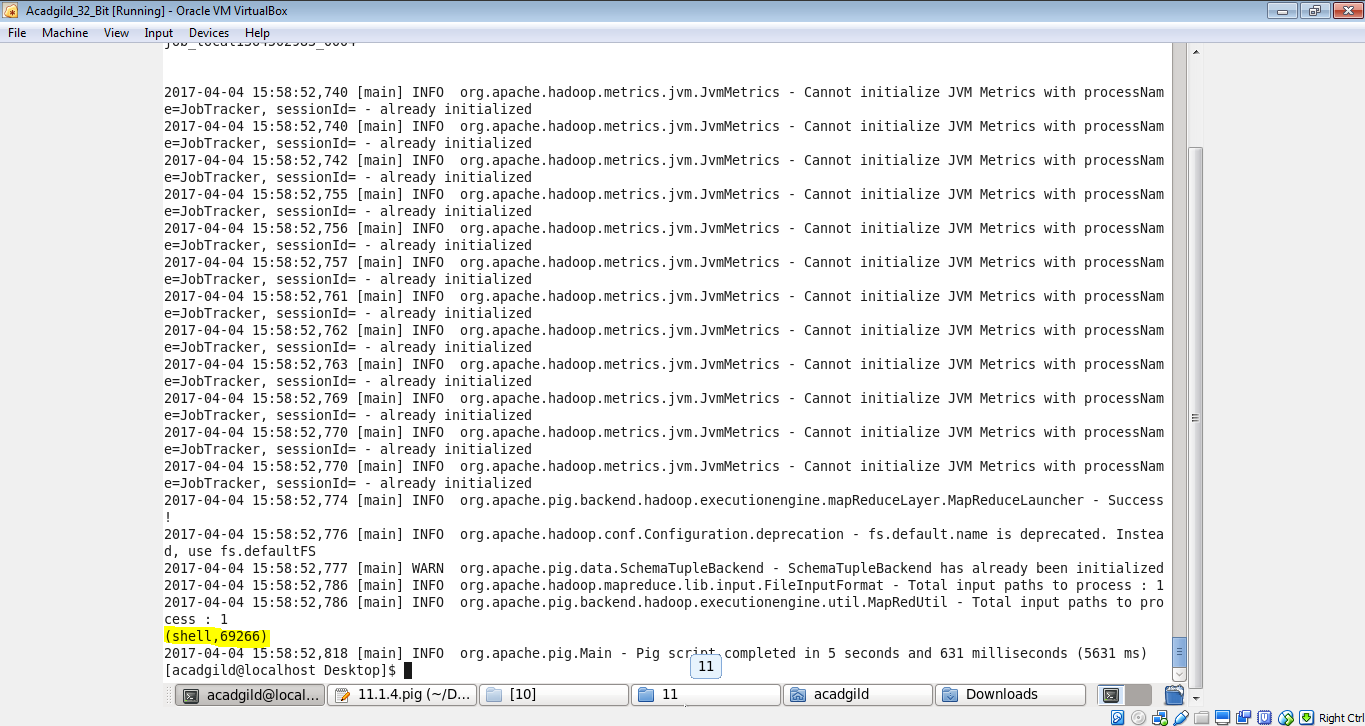 Acadgild_32_Bit [Running] - Oracle VM VirtualBox
File Machine View Input Devices Help
2017-04-04 15:58:52,740 [main] INFO  org.apache.hadoop.metrics.jvm.JvmMetrics - Cannot initialize JVM Metrics with processNam
e=JobTracker, sessionId= - already initialized
2017-04-04 15:58:52,740 [main] INFO  org.apache.hadoop.metrics.jvm.JvmMetrics - Cannot initialize JVM Metrics with processNam
e=JobTracker, sessionId= - already initialized
2017-04-04 15:58:52,742 [main] INFO  org.apache.hadoop.metrics.jvm.JvmMetrics - Cannot initialize JVM Metrics with processNam
e=JobTracker, sessionId= - already initialized
2017-04-04 15:58:52,755 [main] INFO  org.apache.hadoop.metrics.jvm.JvmMetrics - Cannot initialize JVM Metrics with processNam
e=JobTracker, sessionId= - already initialized
2017-04-04 15:58:52,756 [main] INFO  org.apache.hadoop.metrics.jvm.JvmMetrics - Cannot initialize JVM Metrics with processNam
e=JobTracker, sessionId= - already initialized
2017-04-04 15:58:52,757 [main] INFO  org.apache.hadoop.metrics.jvm.JvmMetrics - Cannot initialize JVM Metrics with processNam
e=JobTracker, sessionId= - already initialized
2017-04-04 15:58:52,761 [main] INFO  org.apache.hadoop.metrics.jvm.JvmMetrics - Cannot initialize JVM Metrics with processNam
e=JobTracker, sessionId= - already initialized
2017-04-04 15:58:52,762 [main] INFO  org.apache.hadoop.metrics.jvm.JvmMetrics - Cannot initialize JVM Metrics with processNam
e=JobTracker, sessionId= - already initialized
2017-04-04 15:58:52,763 [main] INFO  org.apache.hadoop.metrics.jvm.JvmMetrics - Cannot initialize JVM Metrics with processNam
e=JobTracker, sessionId= - already initialized
2017-04-04 15:58:52,769 [main] INFO  org.apache.hadoop.metrics.jvm.JvmMetrics - Cannot initialize JVM Metrics with processNam
e=JobTracker, sessionId= - already initialized
2017-04-04 15:58:52,770 [main] INFO  org.apache.hadoop.metrics.jvm.JvmMetrics - Cannot initialize JVM Metrics with processNam
e=JobTracker, sessionId= - already initialized
2017-04-04 15:58:52,770 [main] INFO  org.apache.hadoop.metrics.jvm.JvmMetrics - Cannot initialize JVM Metrics with processNam
e=JobTracker, sessionId= - already initialized
2017-04-04 15:58:52,774 [main] INFO  org.apache.pig.backend.hadoop.executionengine.mapReduceLayer.MapReduceLauncher - Success
!
2017-04-04 15:58:52,776 [main] INFO  org.apache.hadoop.conf.Configuration.deprecation - fs.default.name is deprecated. Instea
d, use fs.defaultFS
2017-04-04 15:58:52,777 [main] WARN  org.apache.pig.data.SchemaTupleBackend - SchemaTupleBackend has already been initialized
2017-04-04 15:58:52,786 [main] INFO  org.apache.hadoop.mapreduce.lib.input.FileInputFormat - Total input paths to process : 1
2017-04-04 15:58:52,786 [main] INFO  org.apache.pig.backend.hadoop.executionengine.util.MapRedUtil - Total input paths to pro
cess : 1
(shell,69266)
2017-04-04 15:58:52,818 [main] INFO  org.apache.pig.Main - Pig script completed in 5 seconds and 631 milliseconds (5631 ms)
[acadgild@localhost Desktop]$
11
acadgild@local... 11.1.4.pig (~/D... [10] 11 acadgild Downloads
Right Ctrl